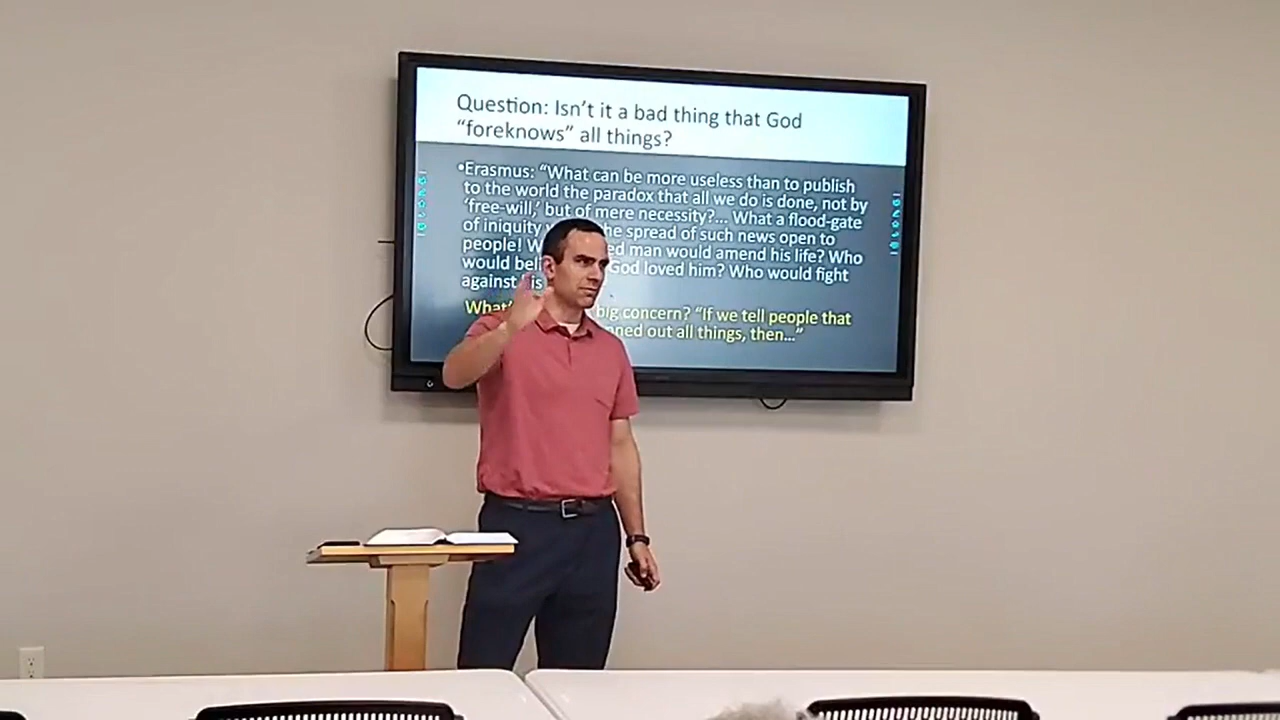 Question: Isn't it a bad thing that God
"foreknows" all things?
•Erasmus: "What can be more useless than to publish
to the world the paradox that all we do is done, not by
'free-will,' but of mere necessity?... What a flood-gate
of iniquity he spread of such news open to
people! man would amend his life? Who
would God loved him? Who would fight
against his
What' big concern? "If we tell people that
out all things, then..."